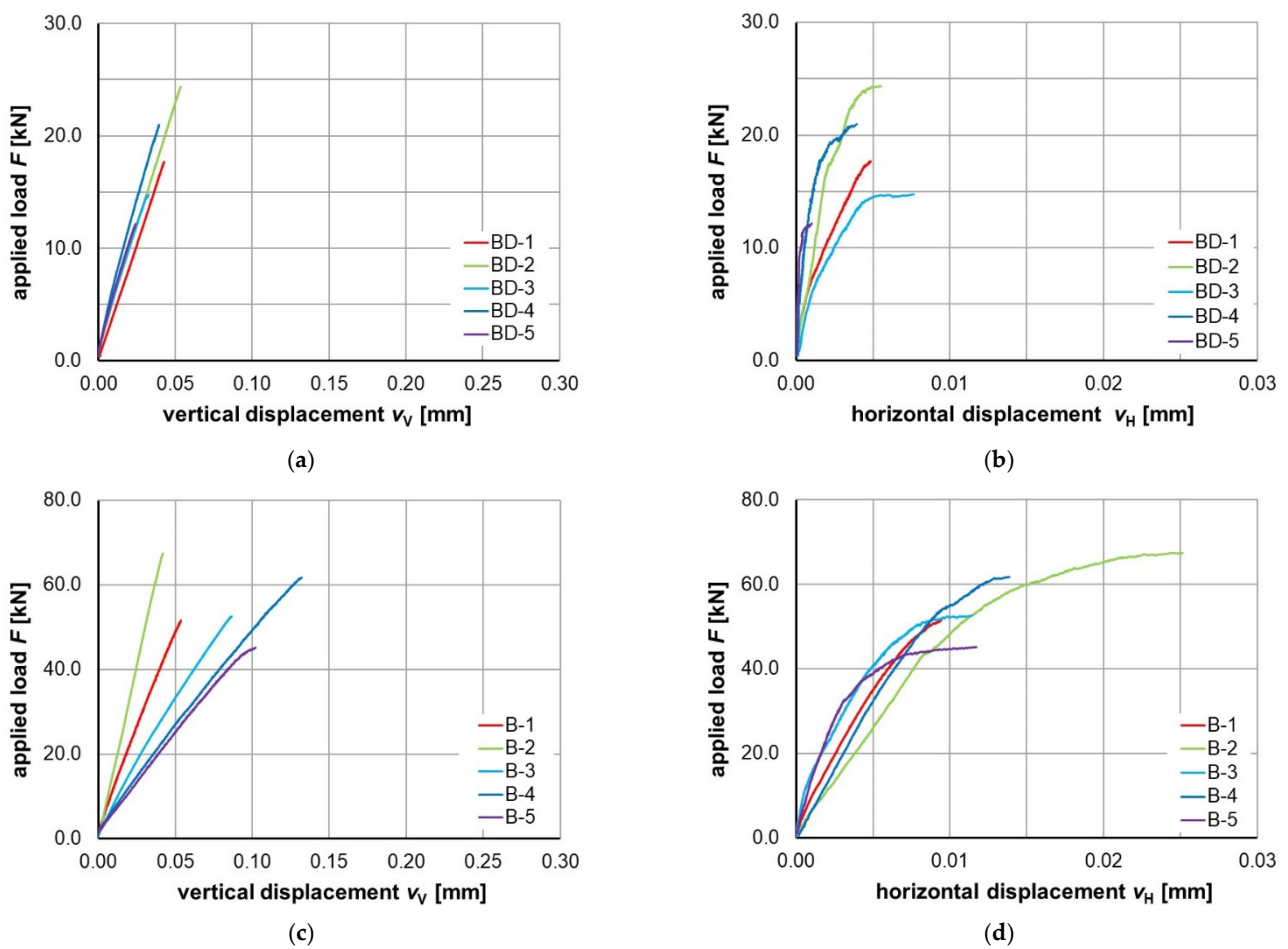 30.0
20.0
10.0
0.0
applied load F [kN]
BD-1
BD-2
BD-3
BD-4
BD-5
0.00 0.05 0.10 0.15 0.20 0.25 0.30
vertical displacement vV [mm]
(a)
30.0
20.0
10.0
0.0
applied load F [kN]
BD-1
BD-2
BD-3
BD-4
BD-5
0.00 0.01 0.02 0.03
horizontal displacement vH [mm]
(b)
80.0
60.0
40.0
20.0
0.0
applied load F [kN]
B-1
B-2
B-3
B-4
B-5
0.00 0.05 0.10 0.15 0.20 0.25 0.30
vertical displacement vV [mm]
(c)
80.0
60.0
40.0
20.0
0.0
applied load F [kN]
B-1
B-2
B-3
B-4
B-5
0.00 0.01 0.02 0.03
horizontal displacement vH [mm]
(d)